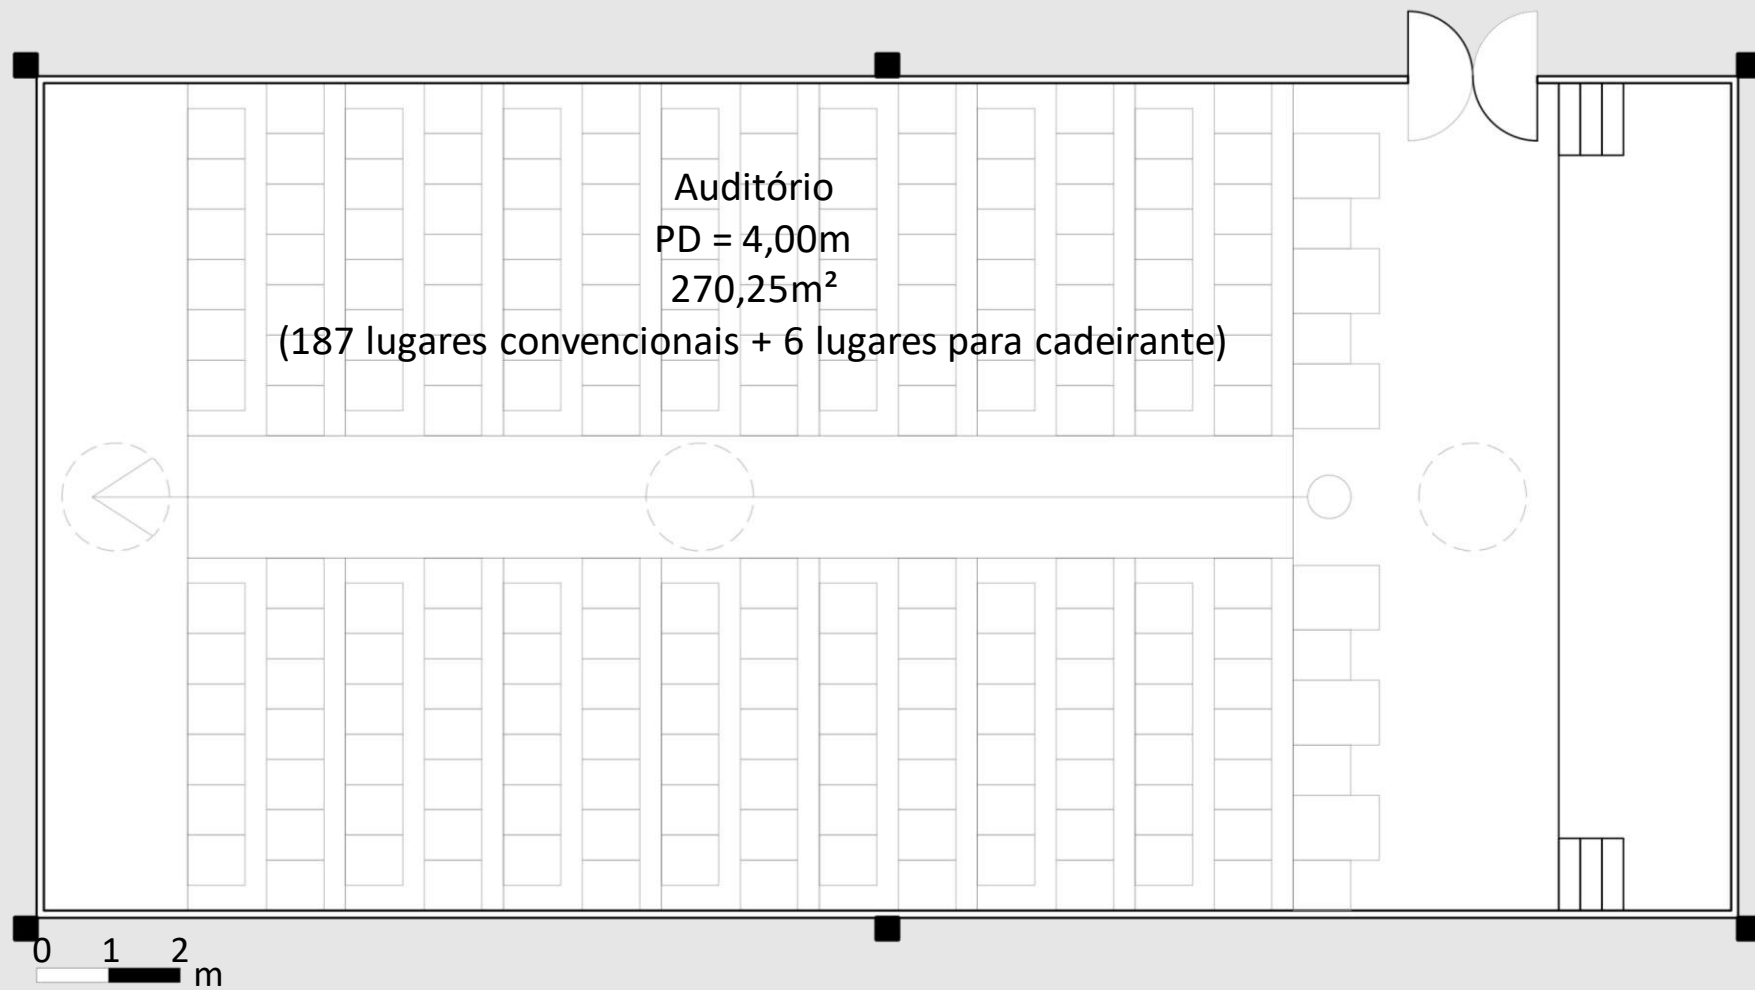 Auditório
PD = 4,00m
270,25m²
(187 lugares convencionais + 6 lugares para cadeirante)
0 1 2
m